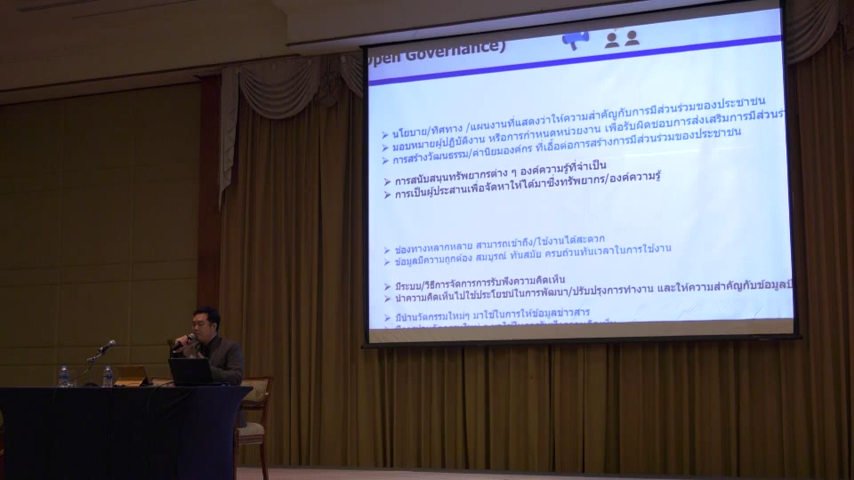 Open Governance)
➢ นโยบาย/ทิศทาง /แผนงานที่แสดงว่าให้ความสำคัญกับการมีส่วนร่วมของประชาชน
➢ มอบหมายผู้ปฏิบัติงาน หรือการกำหนดหน่วยงาน เพื่อรับผิดชอบการส่งเสริมการมีส่วนร่
➢ การสร้างวัฒนธรรม/ค่านิยมองค์กร ที่เอื้อต่อการสร้างการมีส่วนร่วมของประชาชน
➢ การสนับสนุนทรัพยากรต่าง ๆ องค์ความรู้ที่จำเป็น
➢ การเป็นผู้ประสานเพื่อจัดหาให้ได้มาซึ่งทรัพยากร/องค์ความรู้
➢ ช่องทางหลากหลาย สามารถเข้าถึง/ใช้งานได้สะดวก
➢ ข้อมูลมีความถูกต้อง สมบูรณ์ ทันสมัย ครบถ้วนทันเวลาในการใช้งาน
➢ มีระบบ/วิธีการจัดการการรับฟังความคิดเห็น
➢ นำความคิดเห็นไปใช้ประโยชน์ในการพัฒนา/ปรับปรุงการทำงาน และให้ความสำคัญกับข้อมูลป้
➢ มีนำนวัตกรรมใหม่ๆ มาใช้ในการให้ข้อมูลข่าวสาร